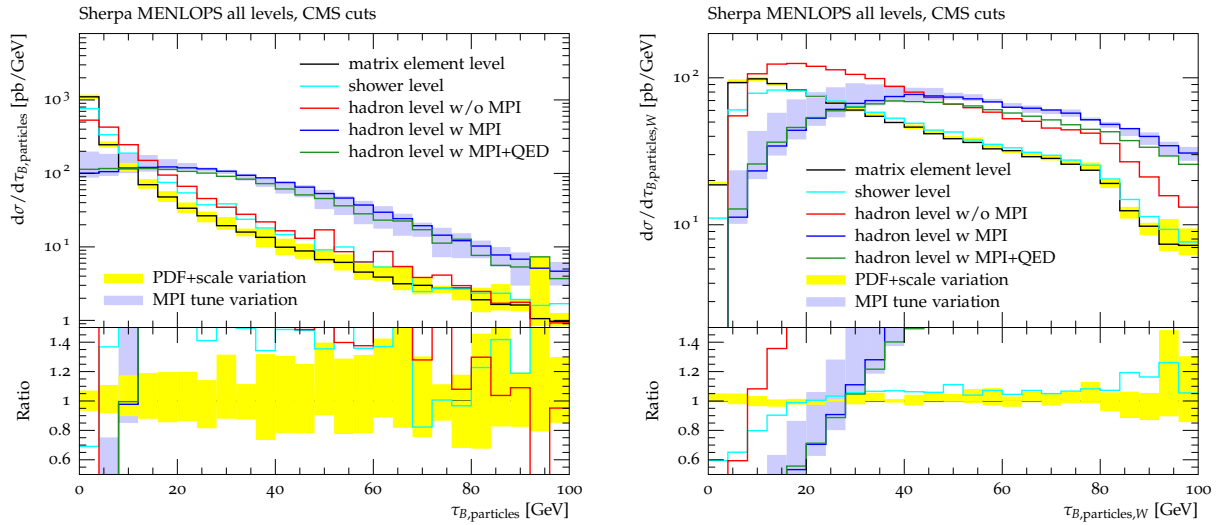 Sherpa MENLOPS all levels, CMS cuts
dσ/dτB,particles [pb/GeV]
10³
10²
10¹
1
matrix element level
shower level
hadron level w/o MPI
hadron level w MPI
hadron level w MPI+QED
PDF+scale variation
MPI tune variation
Ratio
1.4
1.2
1
0.8
0.6
0 20 40 60 80 100
τB,particles [GeV]
Sherpa MENLOPS all levels, CMS cuts
dσ/dτB,particles,W [pb/GeV]
10²
10¹
matrix element level
shower level
hadron level w/o MPI
hadron level w MPI
hadron level w MPI+QED
PDF+scale variation
MPI tune variation
Ratio
1.4
1.2
1
0.8
0.6
0 20 40 60 80 100
τB,particles,W [GeV]